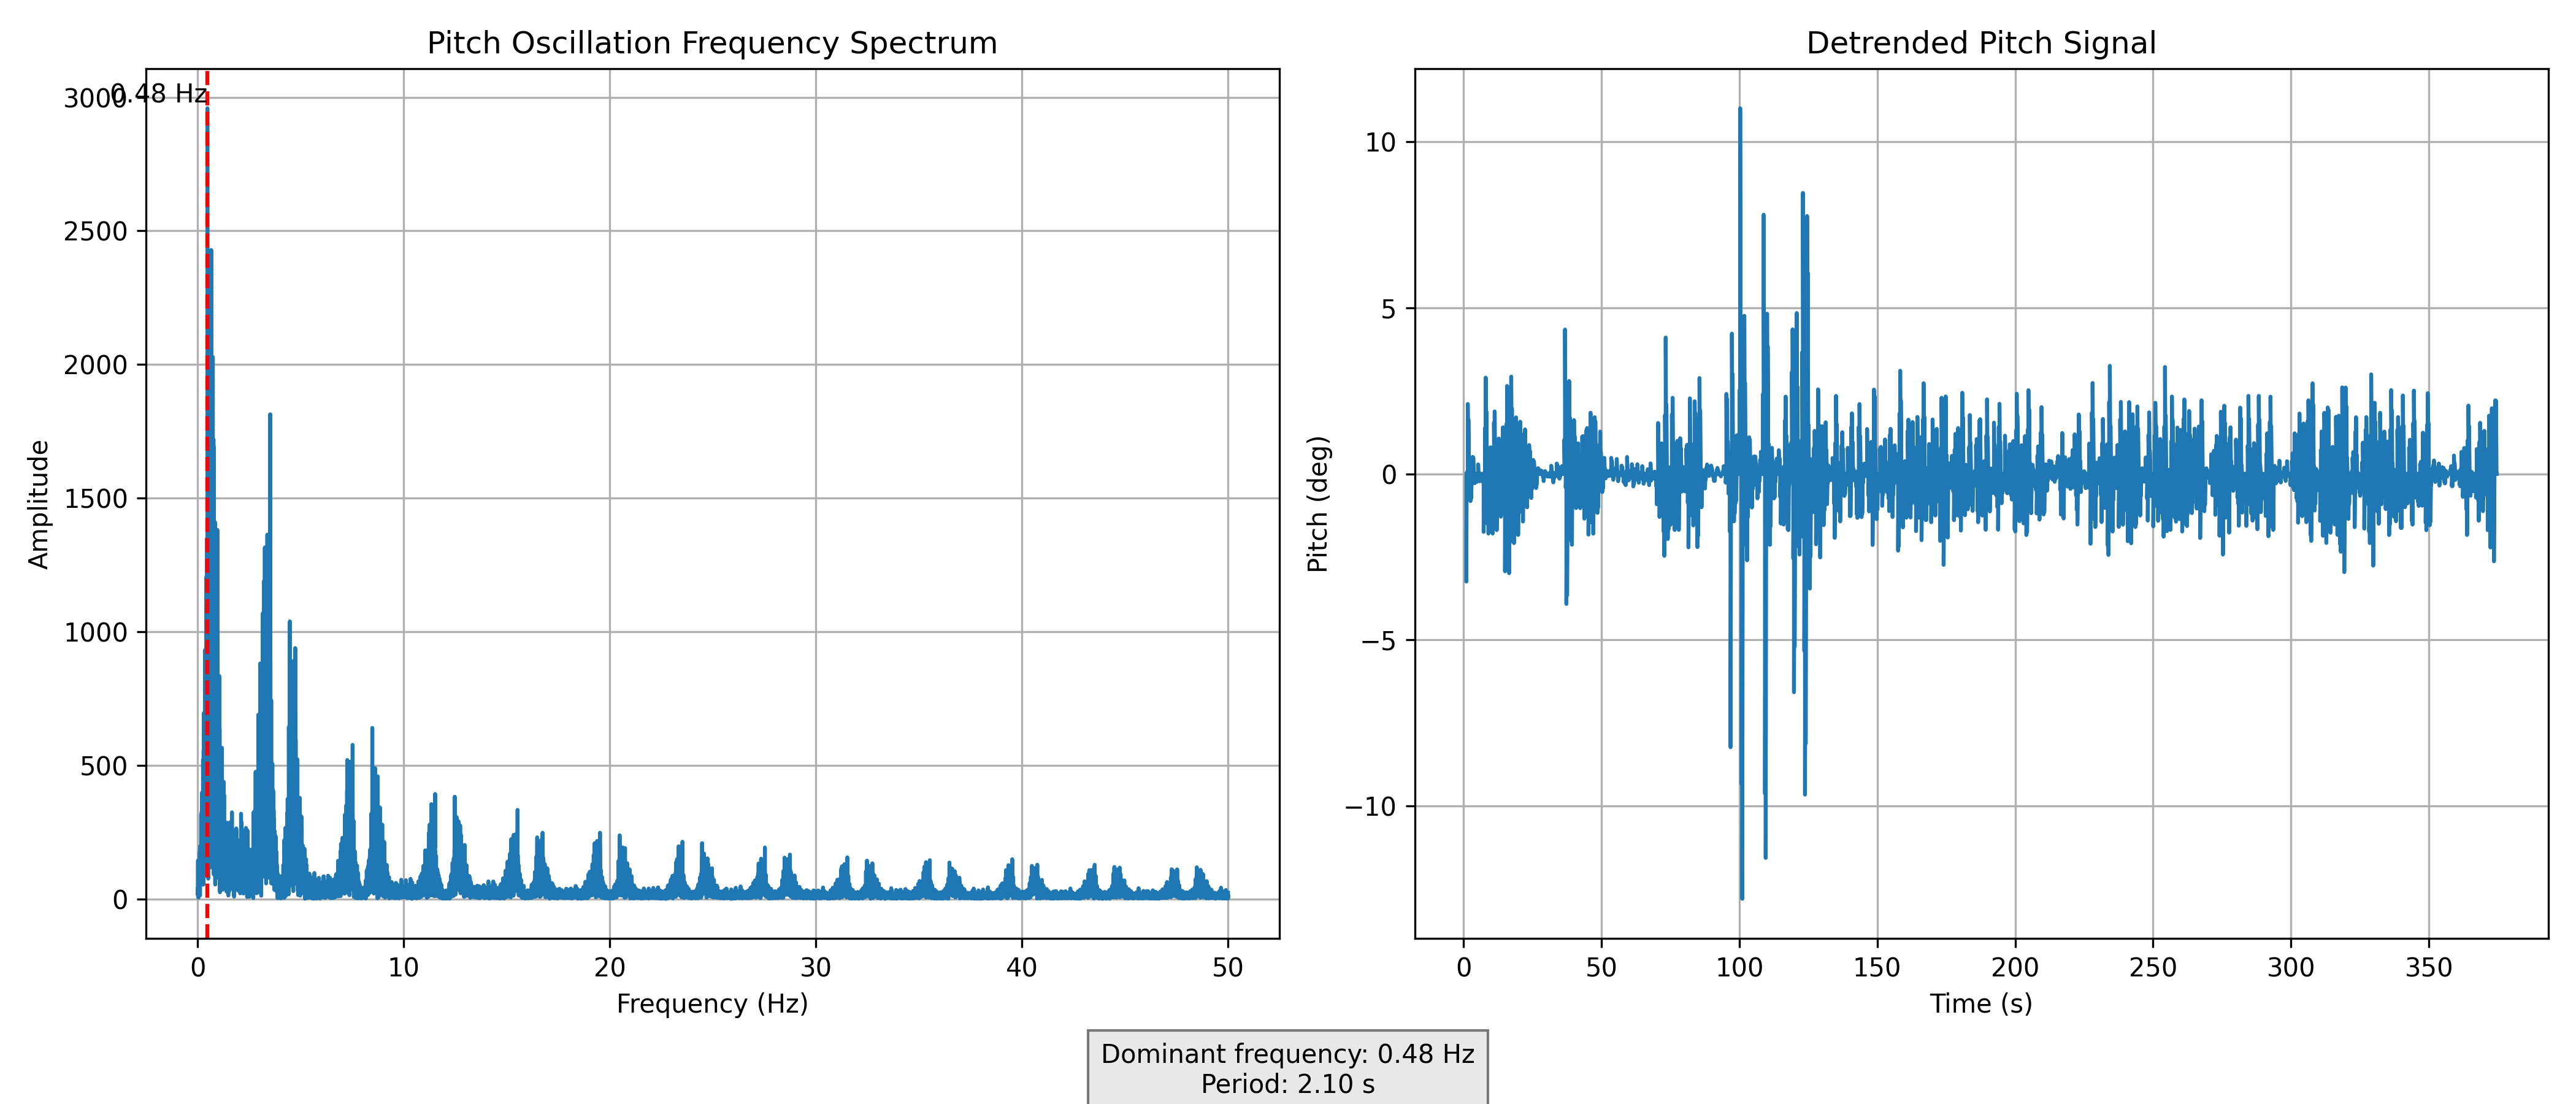 Pitch Oscillation Frequency Spectrum
0.48 Hz
3000
2500
2000
1500
1000
500
0
Amplitude
0 10 20 30 40 50
Frequency (Hz)
Detrended Pitch Signal
10
5
0
−5
−10
Pitch (deg)
0 50 100 150 200 250 300 350
Time (s)
Dominant frequency: 0.48 Hz
Period: 2.10 s